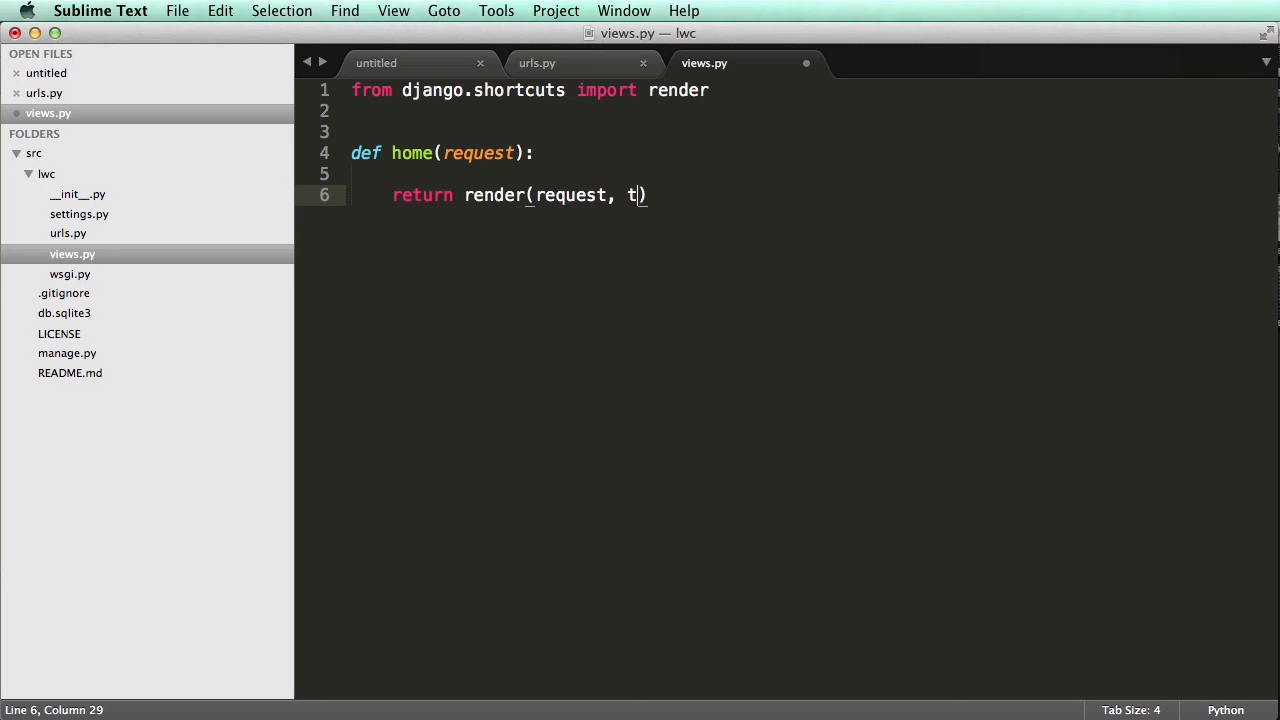 Sublime Text File Edit Selection Find View Goto Tools Project Window Help
views.py — lwc
OPEN FILES
untitled
urls.py
views.py
FOLDERS
src
lwc
__init__.py
settings.py
urls.py
views.py
wsgi.py
.gitignore
db.sqlite3
LICENSE
manage.py
README.md
untitled urls.py views.py
1 from django.shortcuts import render
2
3
4 def home(request):
5
6 return render(request, t)
Line 6, Column 29 Tab Size: 4 Python